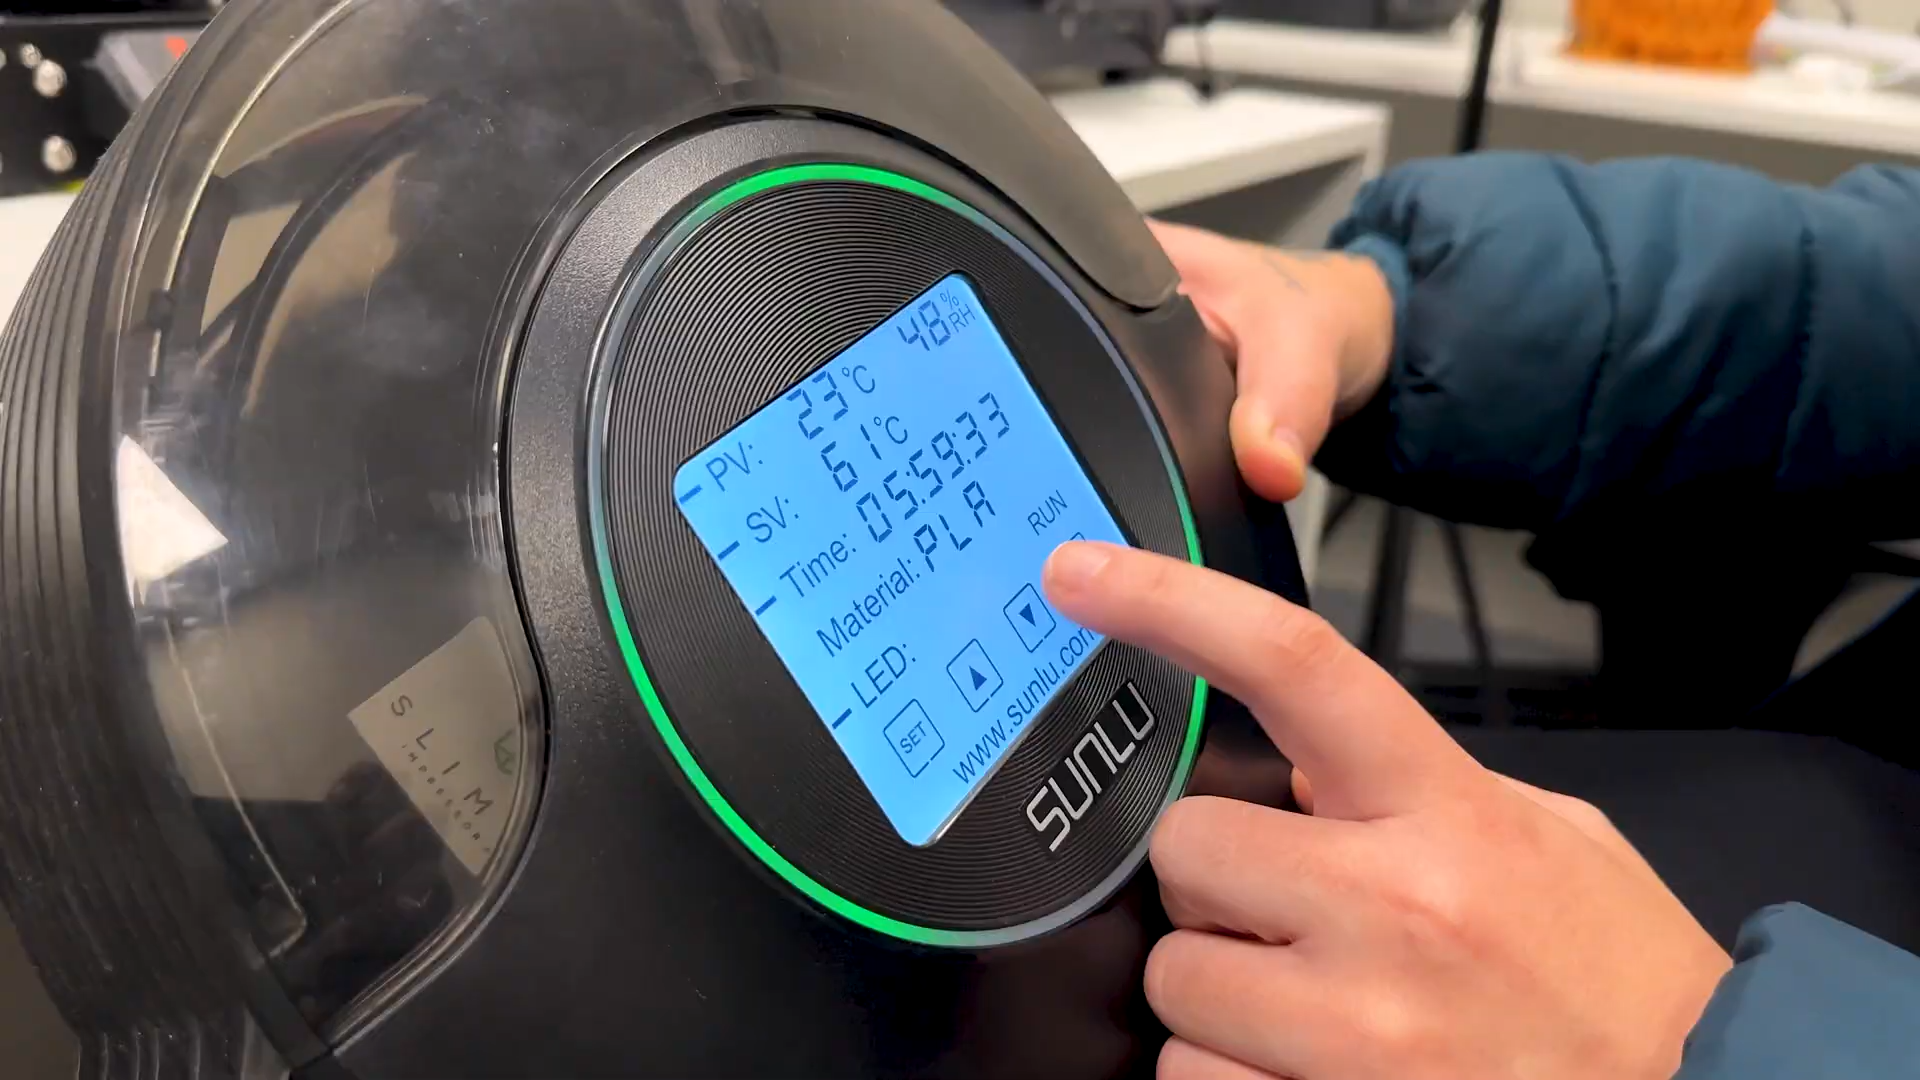 48 % RH
PV: 23 °C
SV: 61 °C
Time: 05:59:33
Material: PLA
RUN
LED:
SET ▲ ▼
www.sunlu.com
SUNLU
SLIM